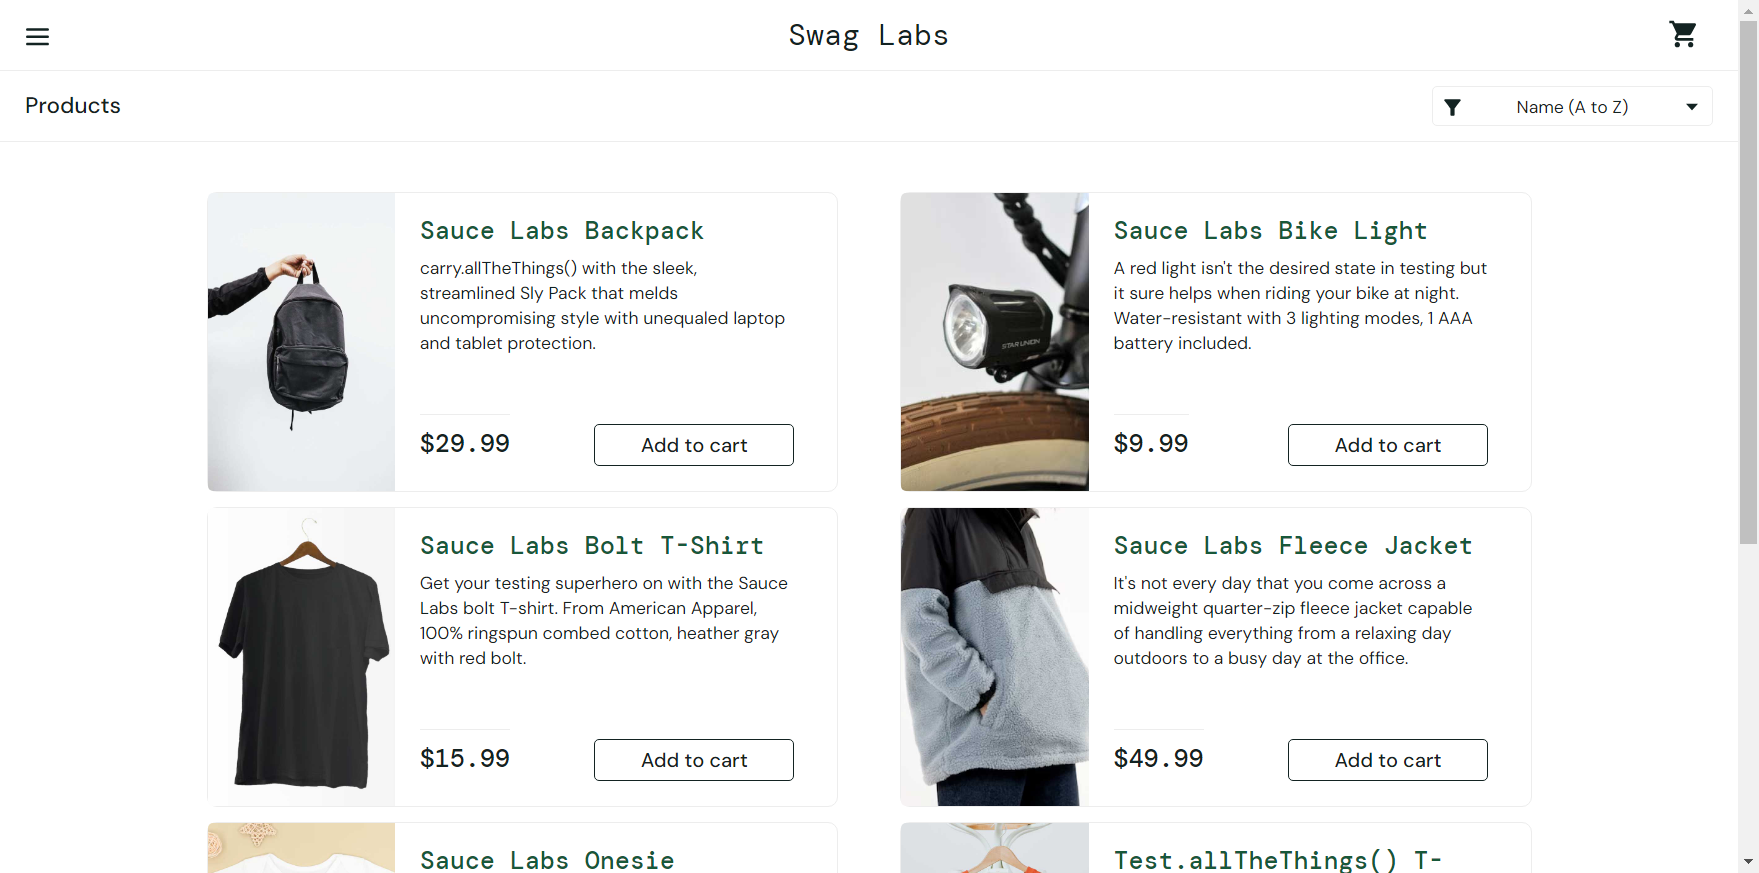 Swag Labs
Products
Name (A to Z)
Sauce Labs Backpack
carry.allTheThings() with the sleek,
streamlined Sly Pack that melds
uncompromising style with unequaled laptop
and tablet protection.
$29.99
Add to cart
Sauce Labs Bike Light
A red light isn't the desired state in testing but
it sure helps when riding your bike at night.
Water-resistant with 3 lighting modes, 1 AAA
battery included.
STAR UNION
$9.99
Add to cart
Sauce Labs Bolt T-Shirt
Get your testing superhero on with the Sauce
Labs bolt T-shirt. From American Apparel,
100% ringspun combed cotton, heather gray
with red bolt.
$15.99
Add to cart
Sauce Labs Fleece Jacket
It's not every day that you come across a
midweight quarter-zip fleece jacket capable
of handling everything from a relaxing day
outdoors to a busy day at the office.
$49.99
Add to cart
Sauce Labs Onesie
Test.allTheThings() T-